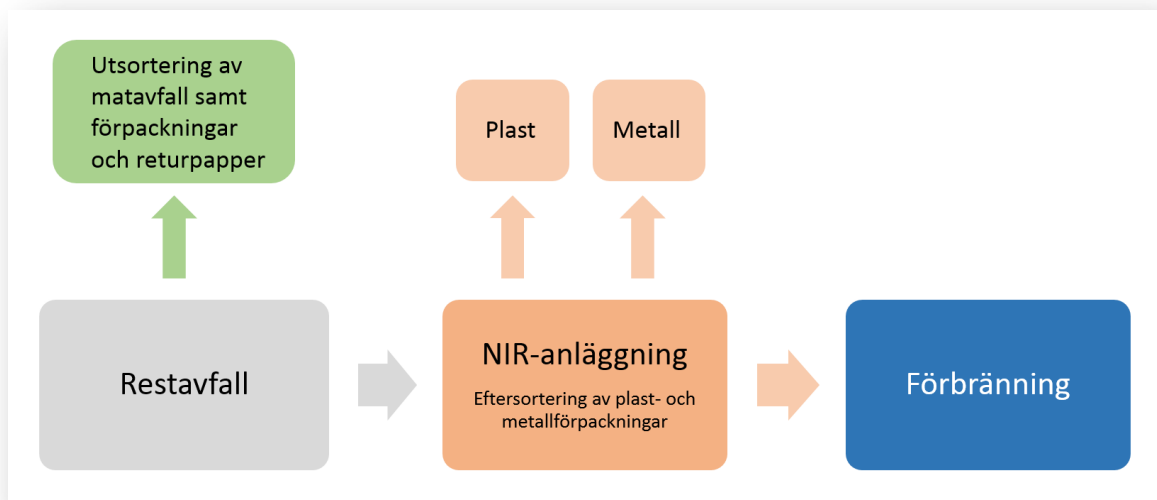 Utsortering av
matavfall samt
förpackningar
och returpapper
Plast
Metall
Restavfall
NIR-anläggning
Eftersortering av plast- och
metallförpackningar
Förbränning